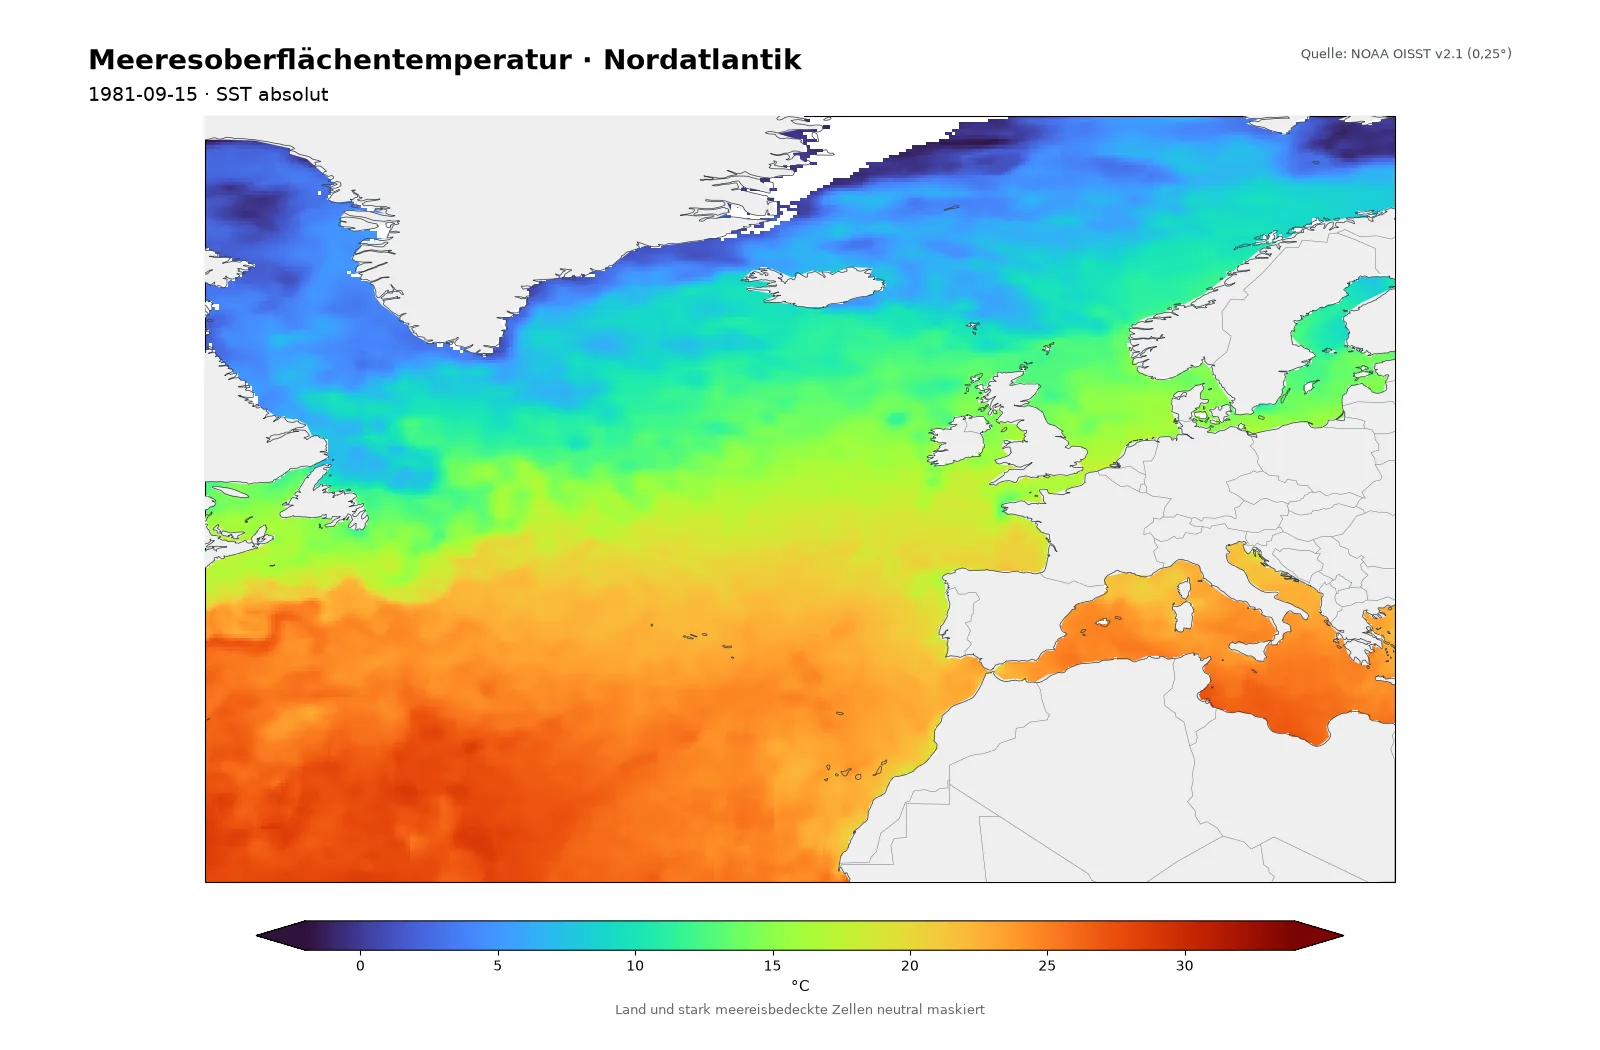 Meeresoberflächentemperatur · Nordatlantik
Quelle: NOAA OISST v2.1 (0,25°)
1981-09-15 · SST absolut
0 5 10 15 20 25 30
°C
Land und stark meereisbedeckte Zellen neutral maskiert